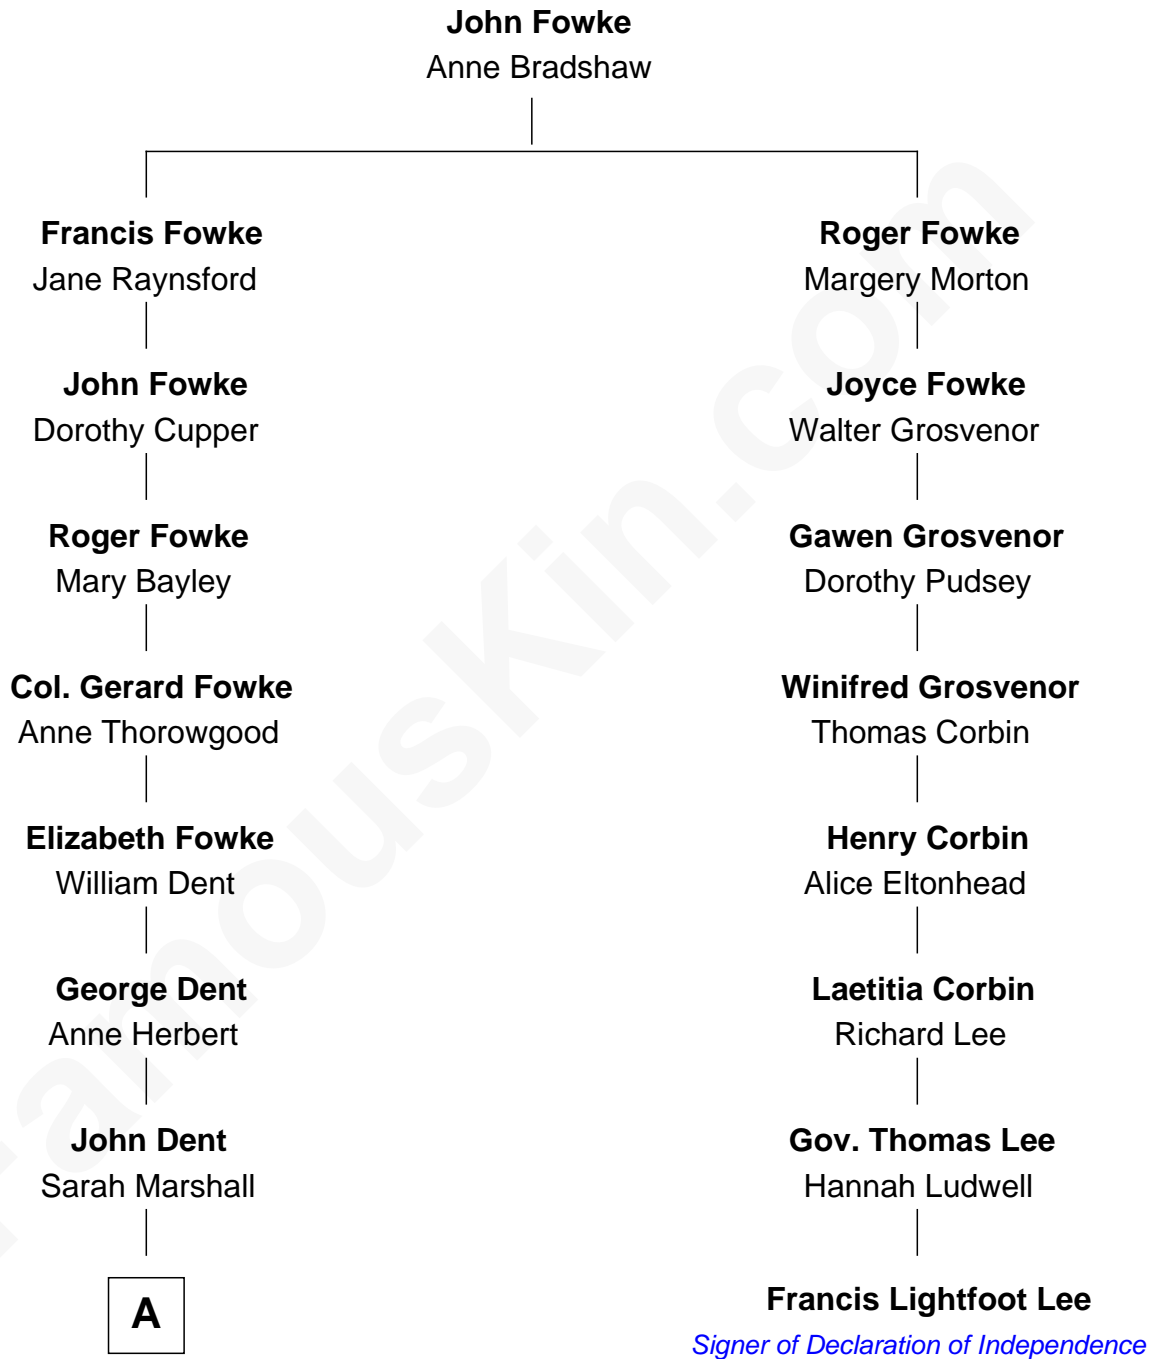 John Fowke
Anne Bradshaw
Francis Fowke
Jane Raynsford
Roger Fowke
Margery Morton
John Fowke
Dorothy Cupper
Joyce Fowke
Walter Grosvenor
Roger Fowke
Mary Bayley
Gawen Grosvenor
Dorothy Pudsey
Col. Gerard Fowke
Anne Thorowgood
Winifred Grosvenor
Thomas Corbin
Elizabeth Fowke
William Dent
Henry Corbin
Alice Eltonhead
George Dent
Anne Herbert
Laetitia Corbin
Richard Lee
John Dent
Sarah Marshall
Gov. Thomas Lee
Hannah Ludwell
A
Francis Lightfoot Lee
Signer of Declaration of Independence
FamousKin.com